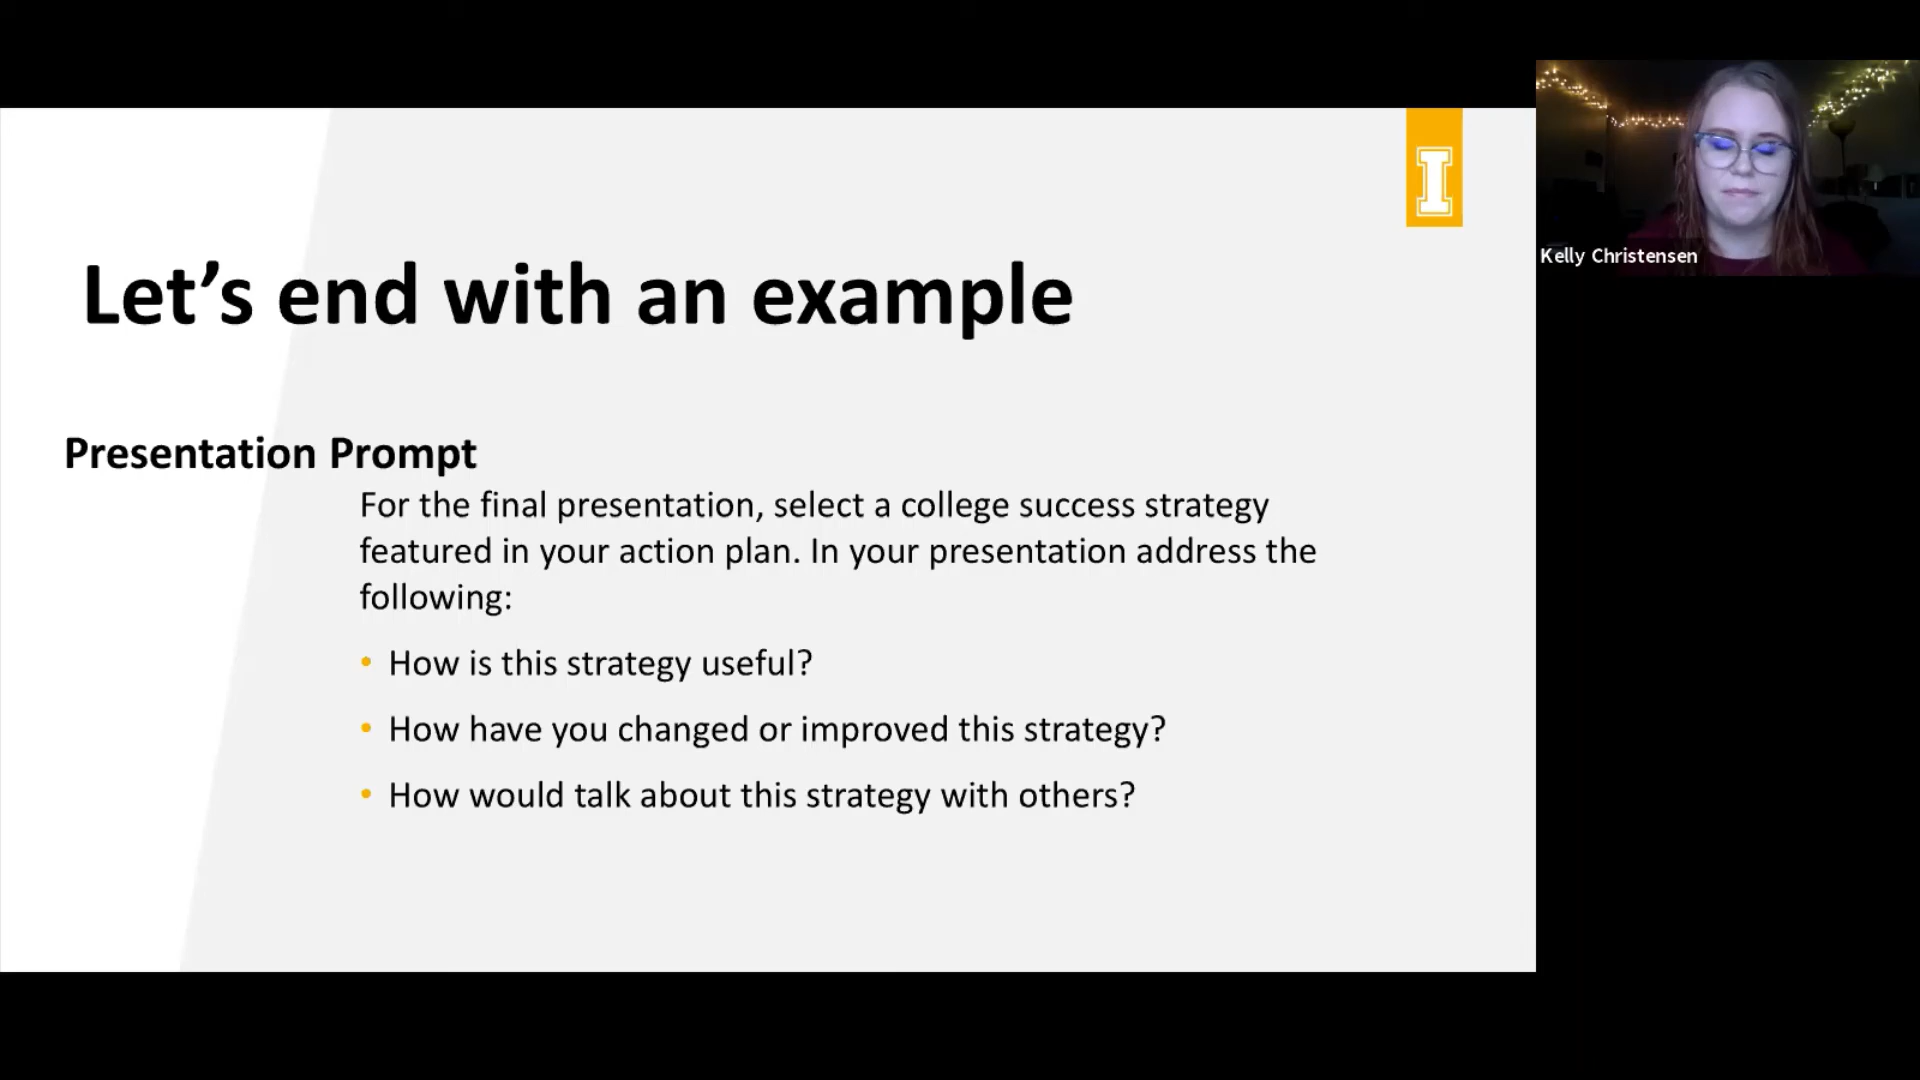 I
Let's end with an example
Kelly Christensen
Presentation Prompt
For the final presentation, select a college success strategy
featured in your action plan. In your presentation address the
following:
• How is this strategy useful?
• How have you changed or improved this strategy?
• How would talk about this strategy with others?